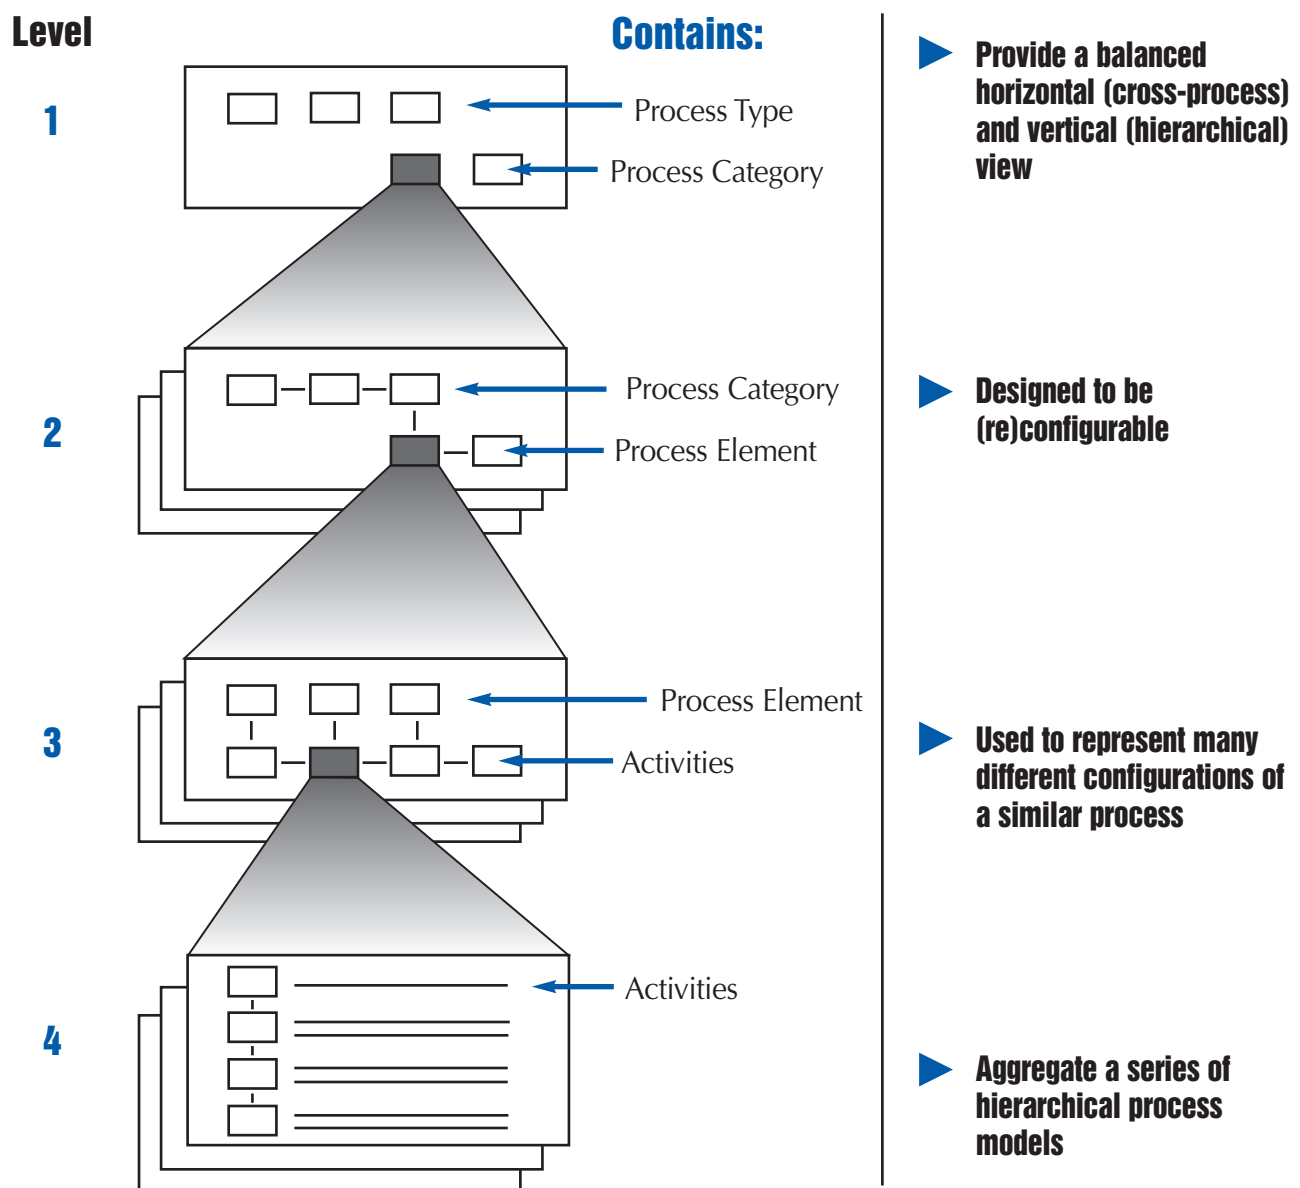 Level
Contains:
1
Process Type
Process Category
2
Process Category
Process Element
3
Process Element
Activities
4
Activities
Provide a balanced
horizontal (cross-process)
and vertical (hierarchical)
view
Designed to be
(re)configurable
Used to represent many
different configurations of
a similar process
Aggregate a series of
hierarchical process
models